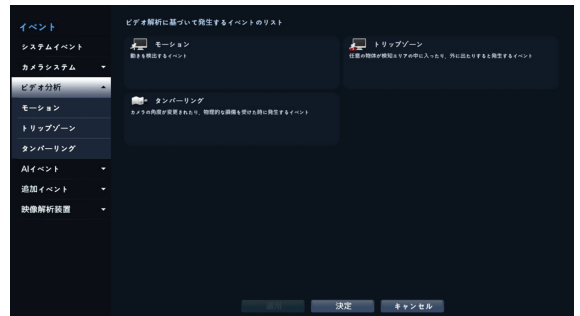 イベント
システムイベント
カメラシステム
ビデオ分析
モーション
トリップゾーン
タンパーリング
AIイベント
追加イベント
映像解析装置
ビデオ解析に基づいて発生するイベントのリスト
モーション
動きを検出するイベント
トリップゾーン
任意の物体が検知エリアの中に入ったり、外に出たりすると発生するイベント
タンパーリング
カメラの角度が変更されたり、物理的な損傷を受けた時に発生するイベント
決定
キャンセル